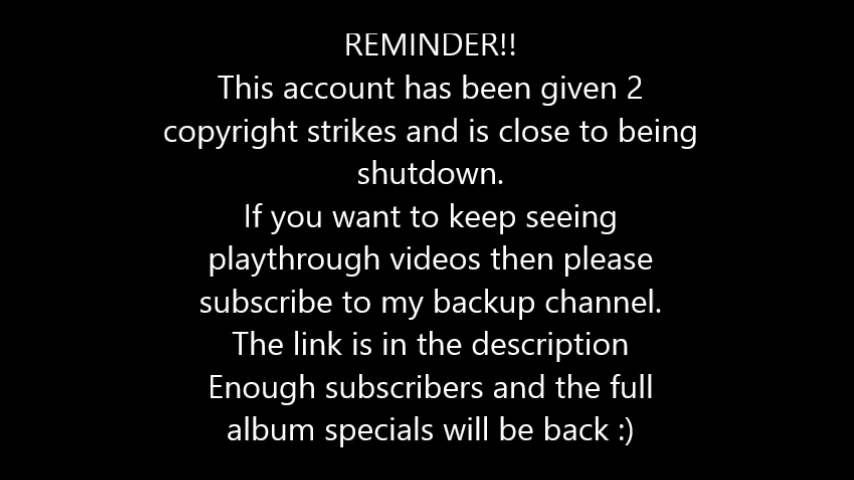 REMINDER!!
This account has been given 2
copyright strikes and is close to being
shutdown.
If you want to keep seeing
playthrough videos then please
subscribe to my backup channel.
The link is in the description
Enough subscribers and the full
album specials will be back :)